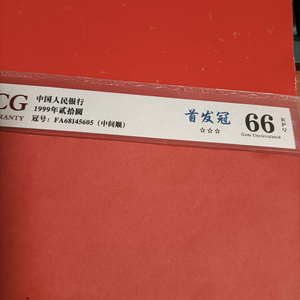 CG
RANTY
中国人民银行
1999年贰拾圆
冠号：FA68145605（中间顺）
首发冠
☆☆☆
66
EPQ
Gem Uncirculated